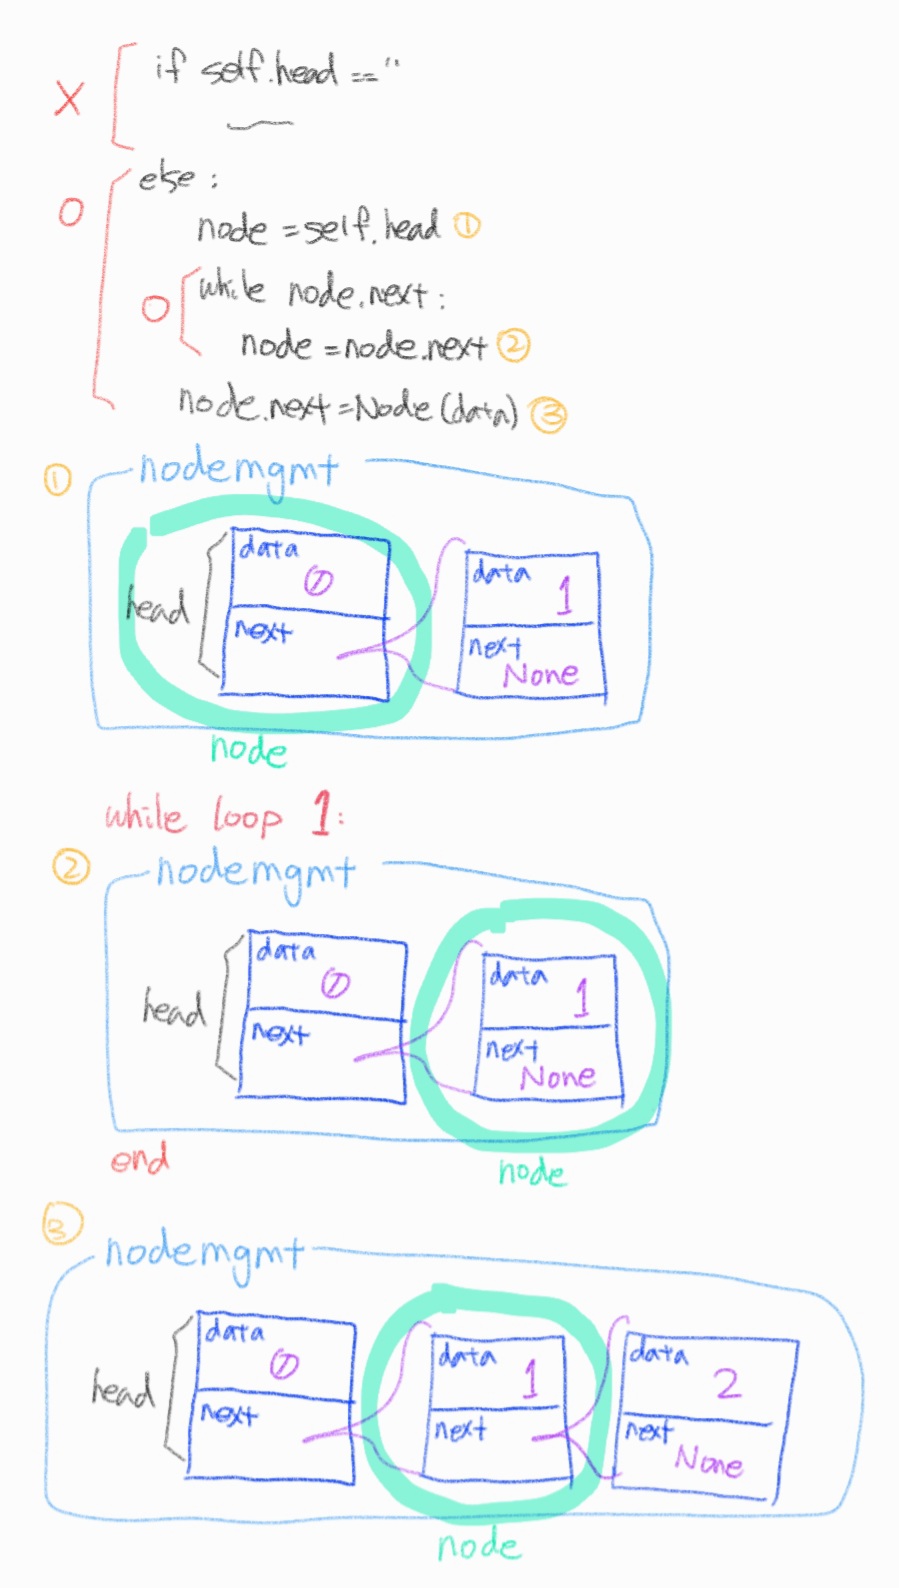 if self.head == ''
X
else :
O
node = self.head ①
while node.next :
O
node = node.next ②
node.next = Node(data) ③
① nodemgmt
data
0
data
1
head
next
next
None
node
while loop 1:
② nodemgmt
data
0
data
1
head
next
next
None
end
node
③
nodemgmt
data
0
data
1
data
2
head
next
next
next
None
node